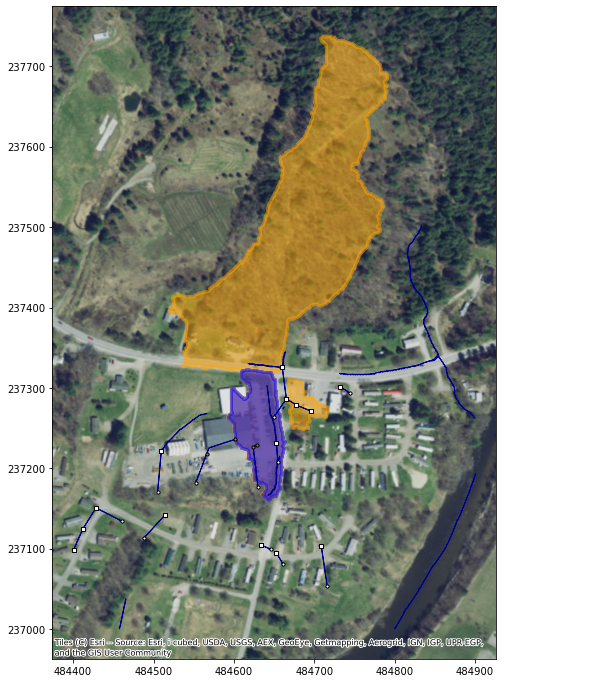 237700
237600
237500
237400
237300
237200
237100
237000
Tiles (C) Esri -- Source: Esri, i-cubed, USDA, USGS, AEX, GeoEye, Getmapping, Aerogrid, IGN, IGP, UPR-EGP,
and the GIS User Community
484400 484500 484600 484700 484800 484900